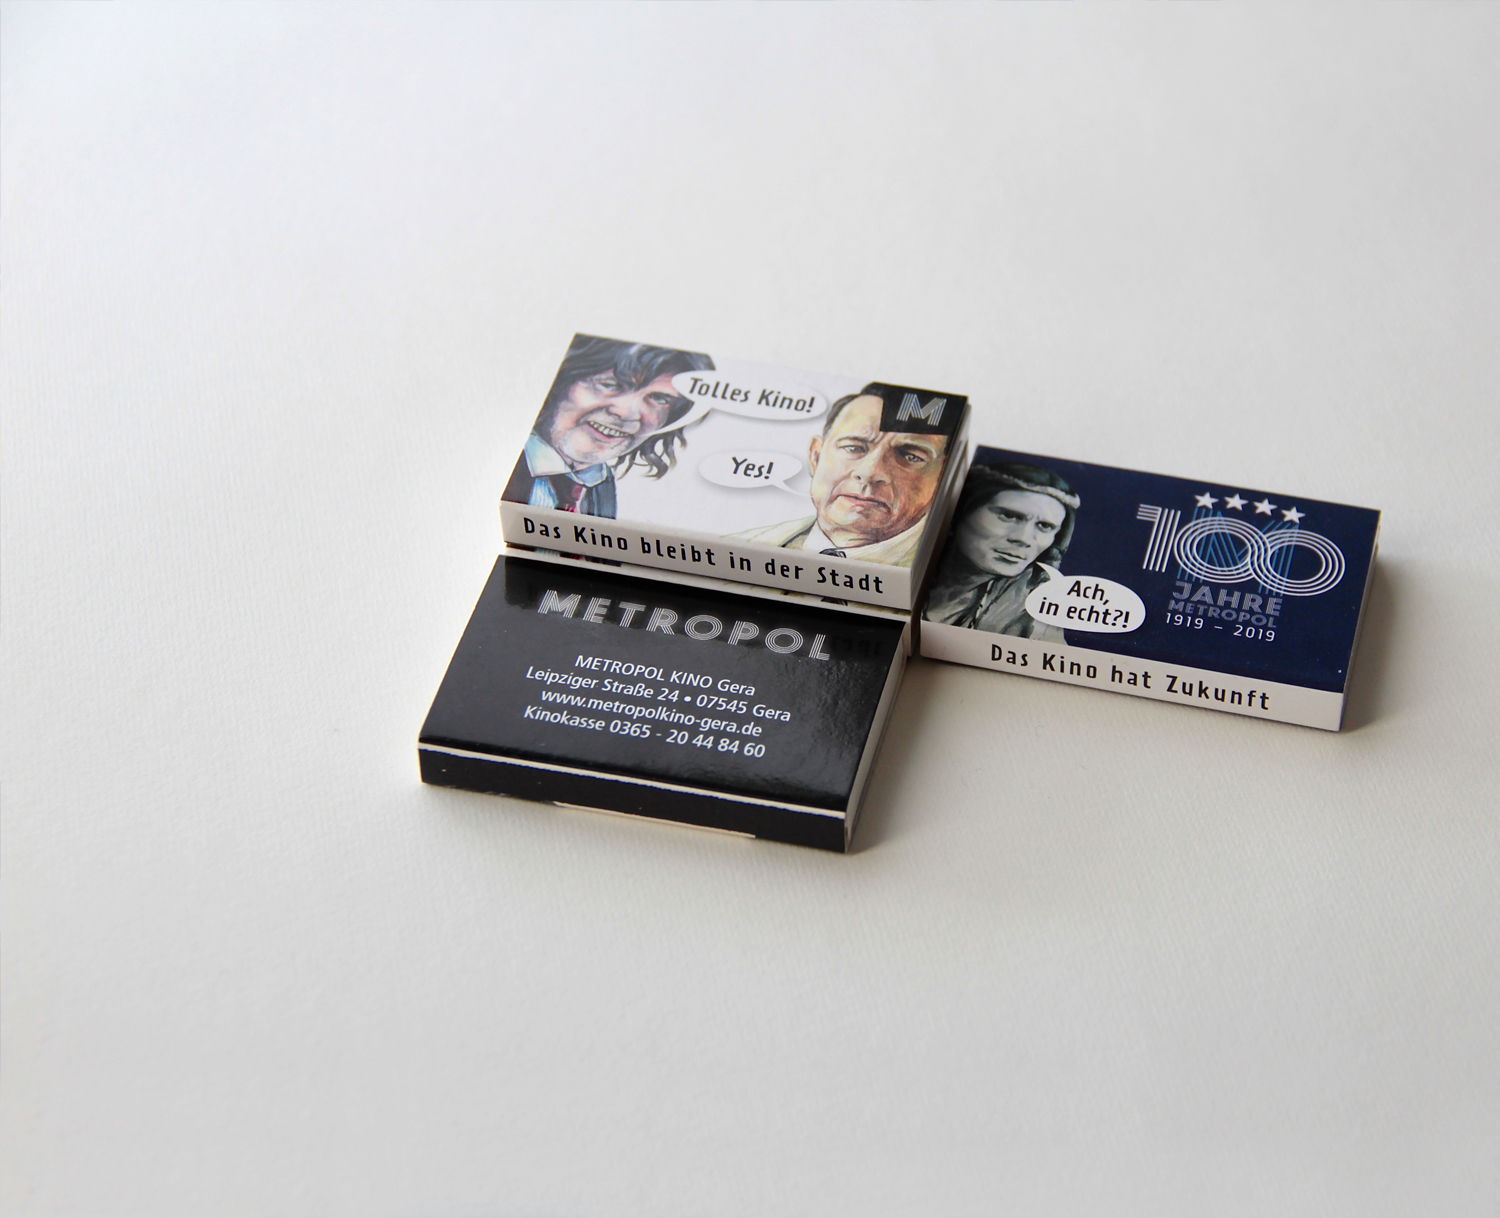 Tolles Kino!
M
Yes!
Das Kino bleibt in der Stadt
METROPOL
METROPOL KINO Gera
Leipziger Straße 24 • 07545 Gera
www.metropolkino-gera.de
Kinokasse 0365 - 20 44 84 60
100
JAHRE
METROPOL
1919 – 2019
Ach,
in echt?!
Das Kino hat Zukunft